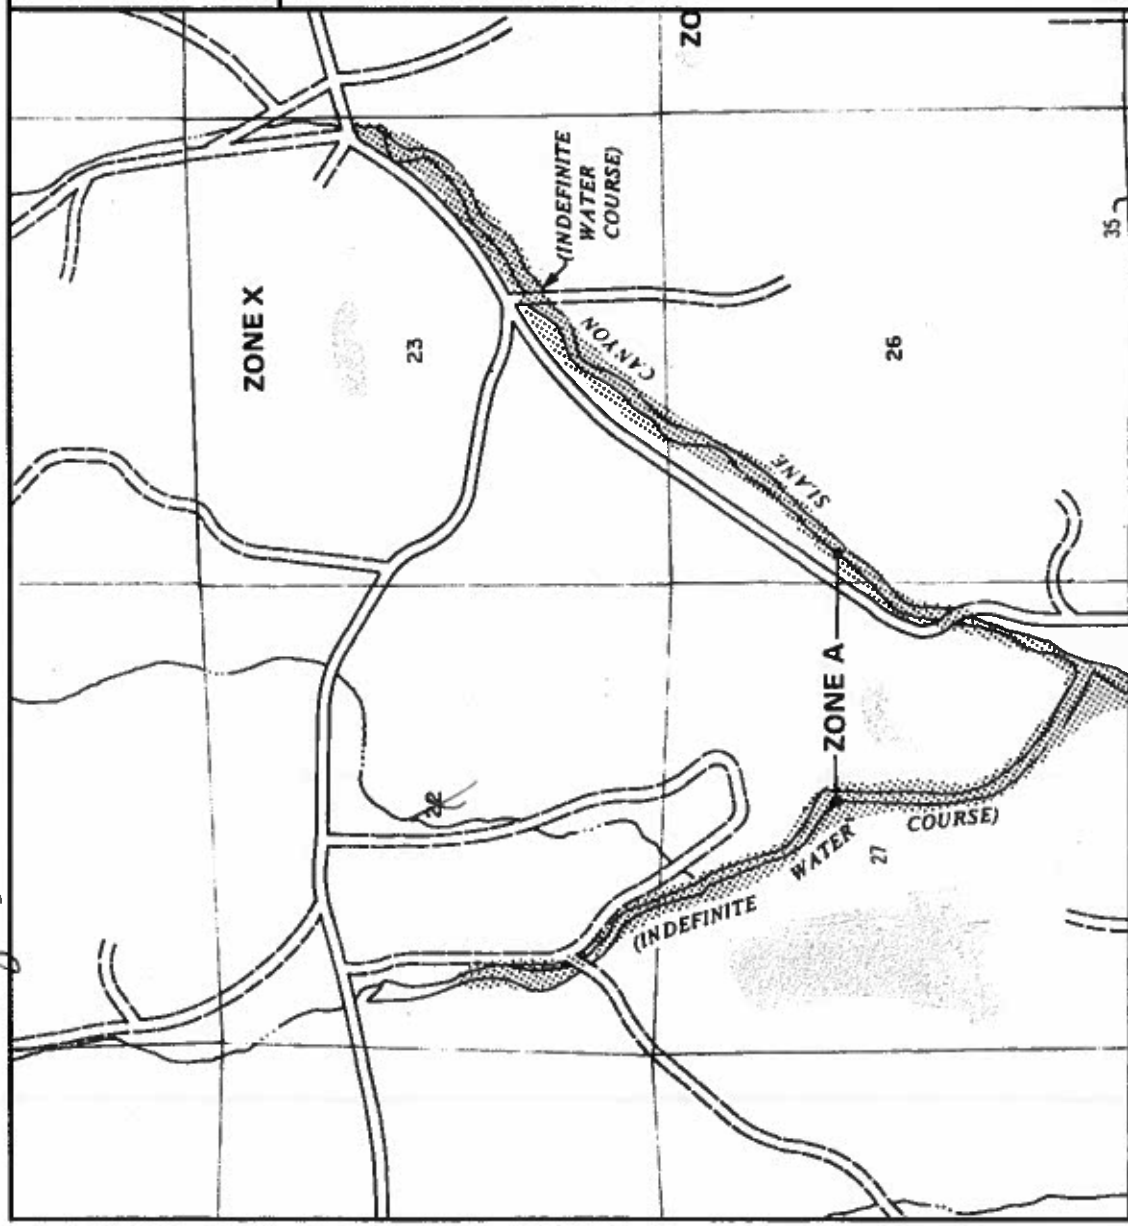 ZO
(INDEFINITE
WATER
COURSE)
35
ZONE X
23
CANYON
26
SLANE
ZONE A
COURSE)
WATER
27
(INDEFINITE